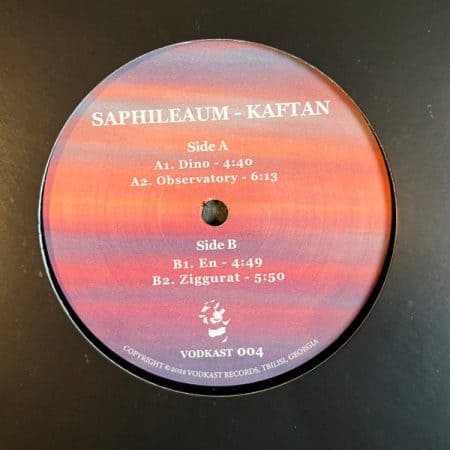 SAPHILEAUM - KAFTAN
Side A
A1. Dino - 4:40
A2. Observatory - 6:13
Side B
B1. En - 4:49
B2. Ziggurat - 5:50
VODKAST 004
COPYRIGHT ©2022 VODKAST RECORDS, TBILISI, GEORGIA